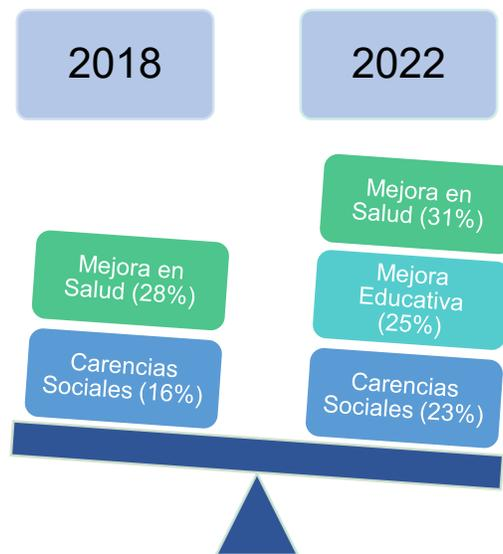 2018
2022
Mejora en
Salud (28%)
Carencias
Sociales (16%)
Mejora en
Salud (31%)
Mejora
Educativa
(25%)
Carencias
Sociales (23%)